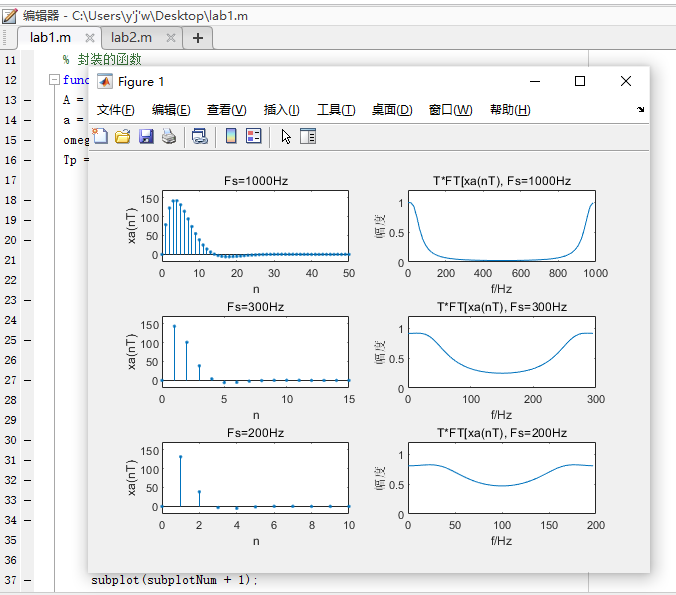 编辑器 - C:\Users\y'j'w\Desktop\lab1.m
lab1.m × lab2.m × +
11 % 封装的函数
12 func
13 — A =
14 — a =
15 — omeg
16 — Tp =
17
18 —
19 —
20 —
21 —
22
23 —
24
25 —
26 —
27 —
28
29
30 —
31 —
32 —
33 —
34 —
35
36
37 — subplot(subplotNum + 1);
Figure 1
文件(F) 编辑(E) 查看(V) 插入(I) 工具(T) 桌面(D) 窗口(W) 帮助(H)
Fs=1000Hz
150
100
50
0
xa(nT)
0 10 20 30 40 50
n
T*FT[xa(nT), Fs=1000Hz
1
0.5
0
幅度
0 200 400 600 800 1000
f/Hz
Fs=300Hz
150
100
50
0
xa(nT)
0 5 10 15
n
T*FT[xa(nT), Fs=300Hz
1
0.5
0
幅度
0 100 200 300
f/Hz
Fs=200Hz
150
100
50
0
xa(nT)
0 2 4 6 8 10
n
T*FT[xa(nT), Fs=200Hz
1
0.5
0
幅度
0 50 100 150 200
f/Hz